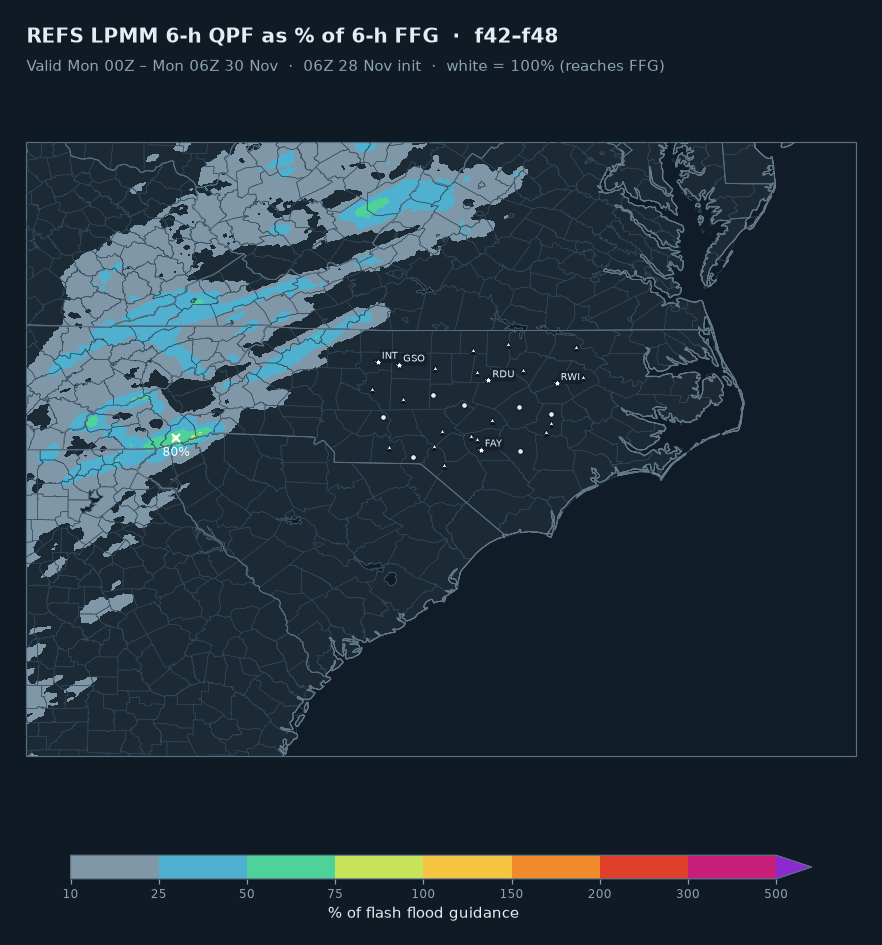 REFS LPMM 6-h QPF as % of 6-h FFG · f42–f48
Valid Mon 00Z – Mon 06Z 30 Nov · 06Z 28 Nov init · white = 100% (reaches FFG)
INT
GSO
RDU
RWI
FAY
80%
10 25 50 75 100 150 200 300 500
% of flash flood guidance